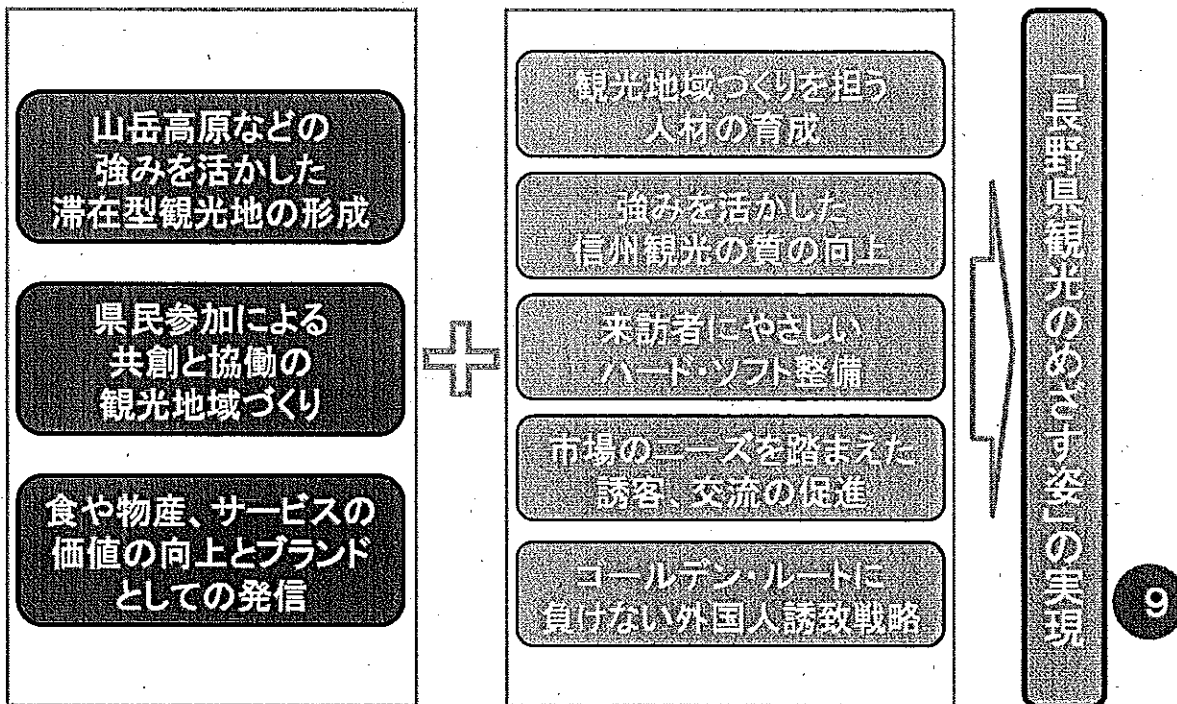 山岳高原などの
強みを活かした
滞在型観光地の形成
県民参加による
共創と協働の
観光地域づくり
食や物産、サービスの
価値の向上とブランド
としての発信
観光地域づくりを担う
人材の育成
強みを活かした
信州観光の質の向上
来訪者にやさしい
ハード・ソフト整備
市場のニーズを踏まえた
誘客、交流の促進
ゴールデン・ルートに
負けない外国人誘致戦略
「長野県観光のめざす姿」の実現
9